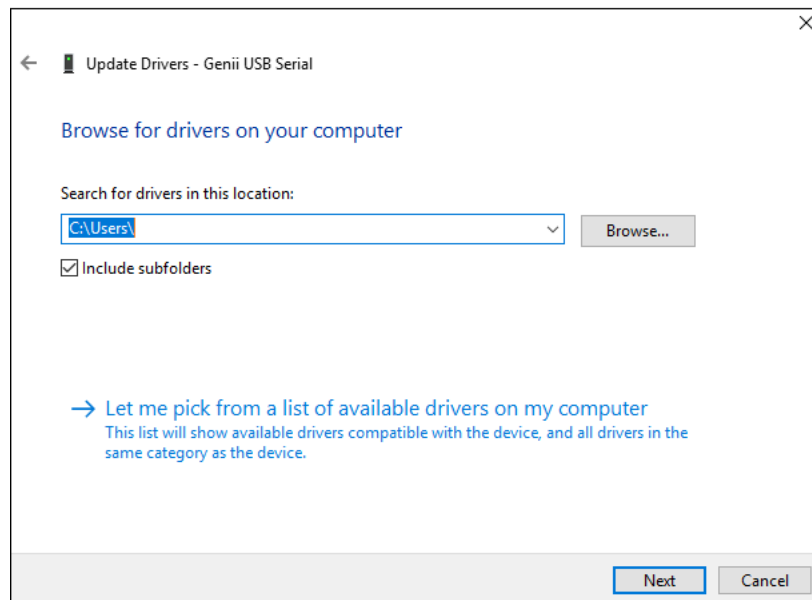 Update Drivers - Genii USB Serial
Browse for drivers on your computer
Search for drivers in this location:
C:\Users\
Browse...
Include subfolders
Let me pick from a list of available drivers on my computer
This list will show available drivers compatible with the device, and all drivers in the
same category as the device.
Next
Cancel